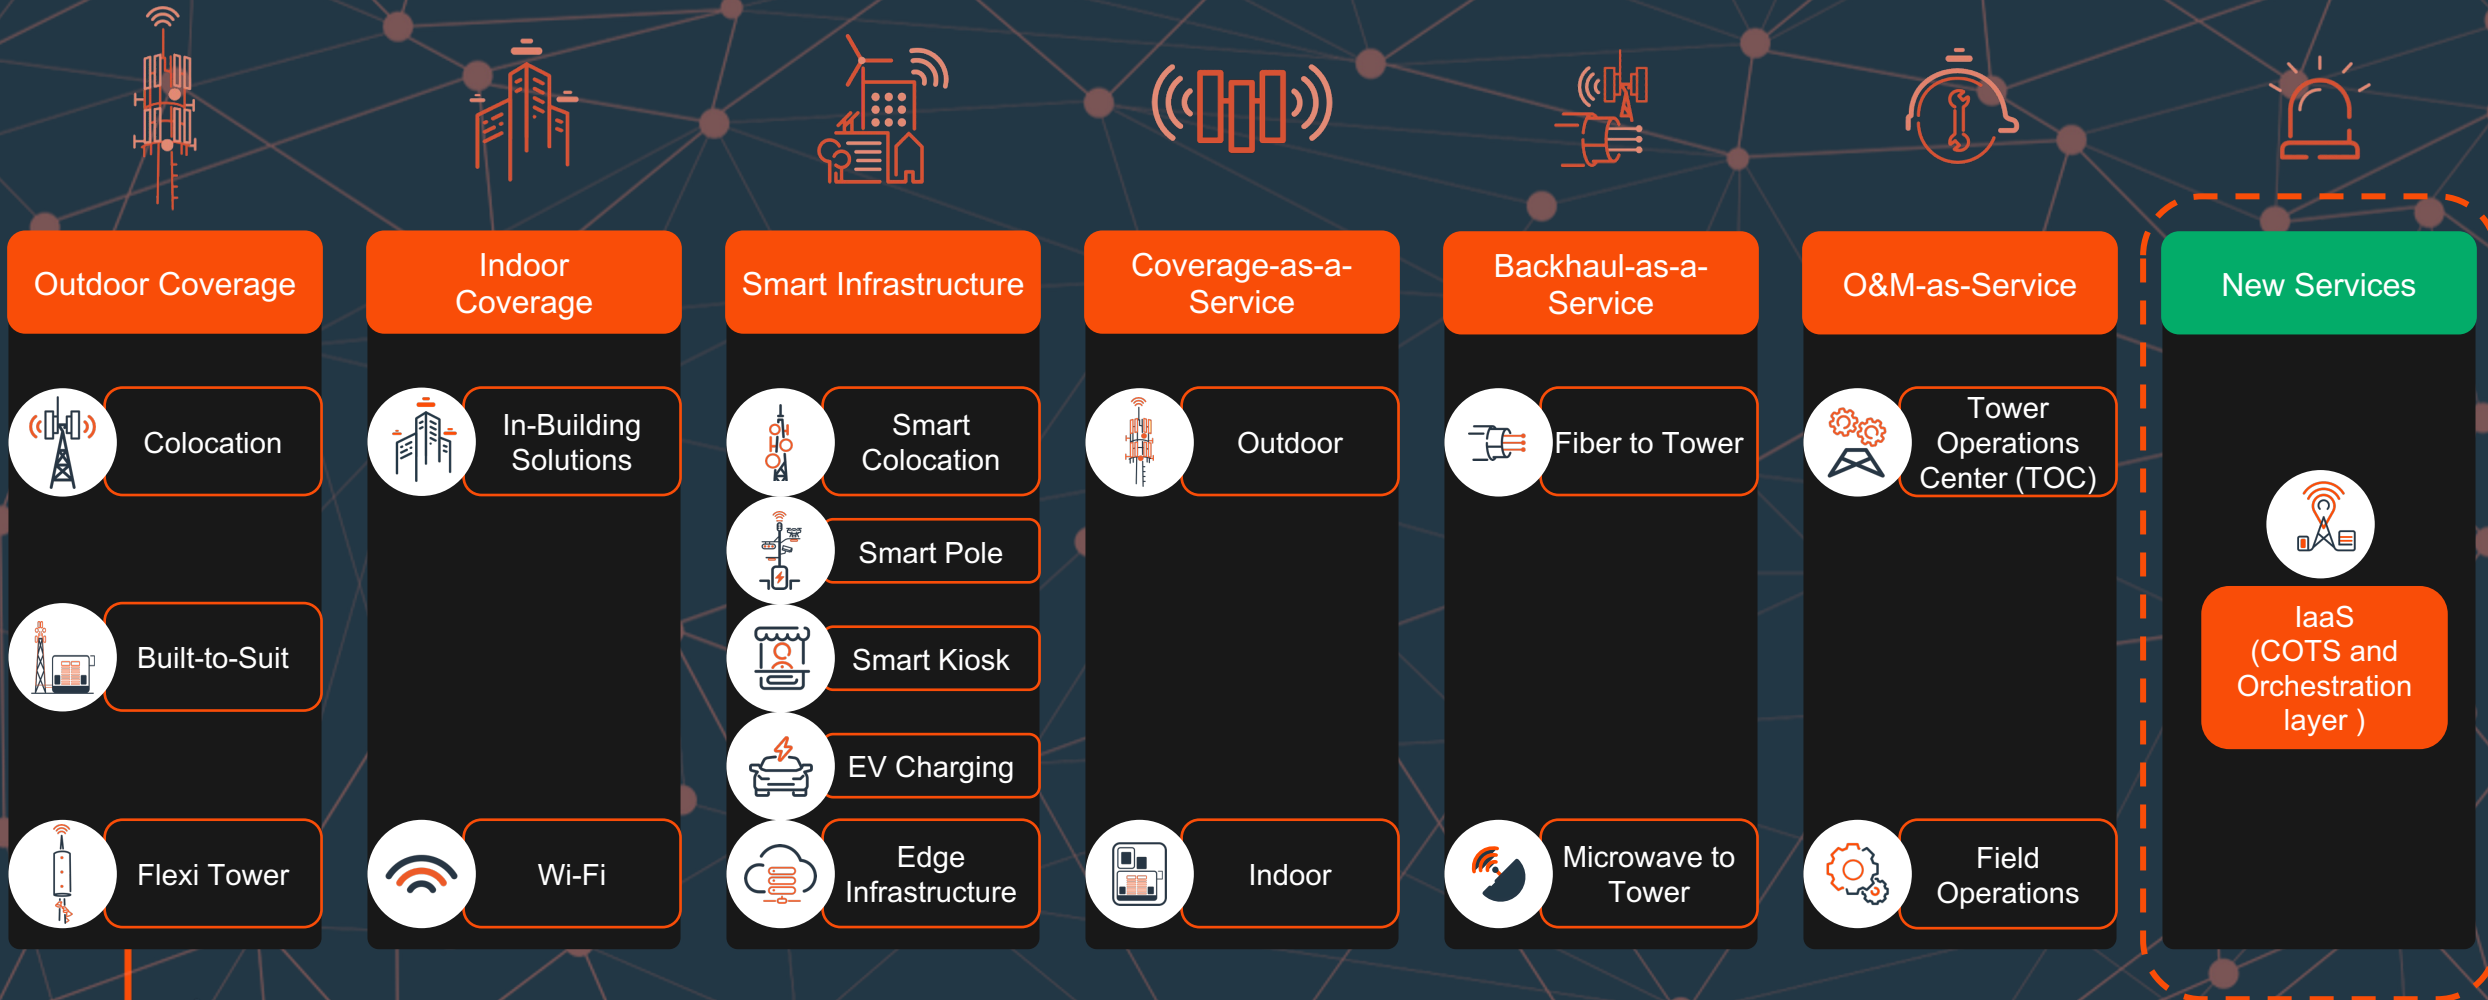 Outdoor Coverage
Colocation
Built-to-Suit
Flexi Tower
Indoor
Coverage
In-Building
Solutions
Wi-Fi
Smart Infrastructure
Smart
Colocation
Smart Pole
Smart Kiosk
EV Charging
Edge
Infrastructure
Coverage-as-a-
Service
Outdoor
Indoor
Backhaul-as-a-
Service
Fiber to Tower
Microwave to
Tower
O&M-as-Service
Tower
Operations
Center (TOC)
Field
Operations
New Services
IaaS
(COTS and
Orchestration
layer )